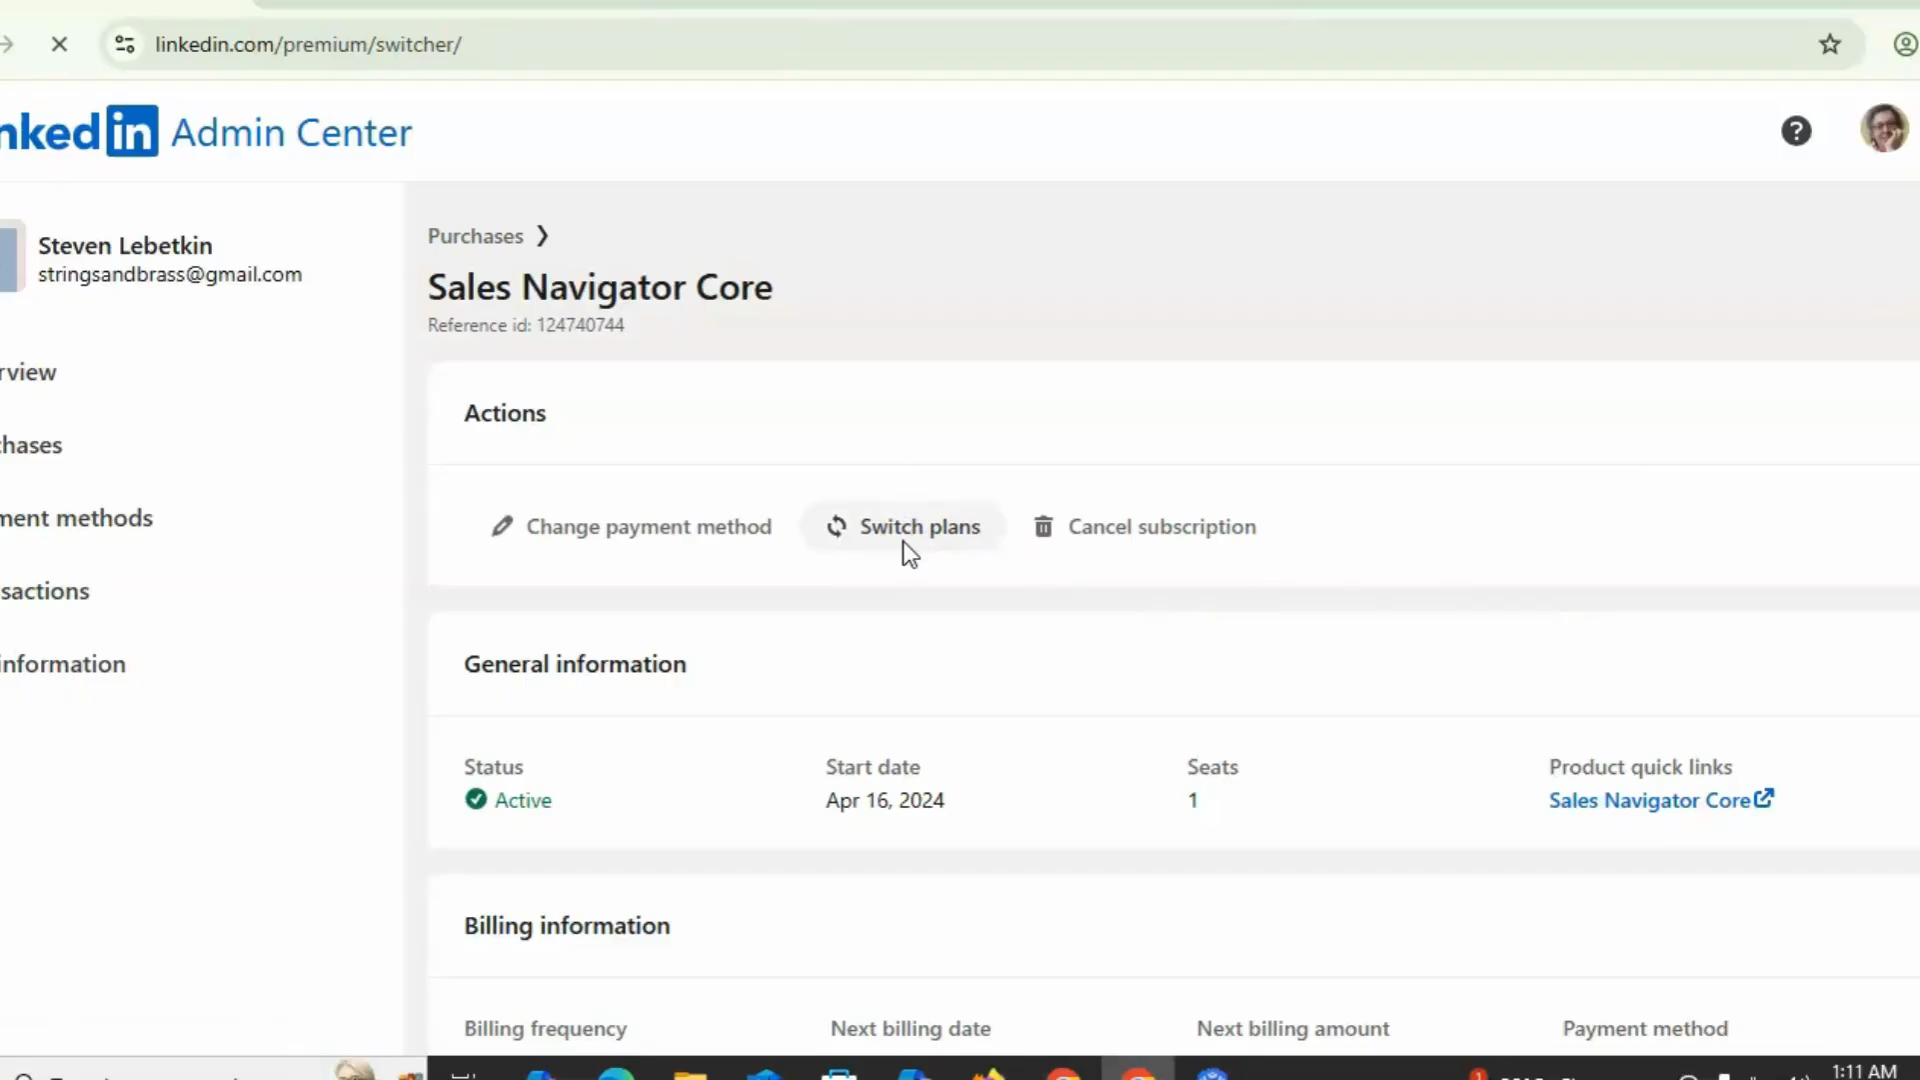 linkedin.com/premium/switcher/
nked in Admin Center
Steven Lebetkin
stringsandbrass@gmail.com
rview
chases
ment methods
sactions
information
Purchases
Sales Navigator Core
Reference id: 124740744
Actions
Change payment method
Switch plans
Cancel subscription
General information
Status
Active
Start date
Apr 16, 2024
Seats
1
Product quick links
Sales Navigator Core
Billing information
Billing frequency
Next billing date
Next billing amount
Payment method
1:11 AM